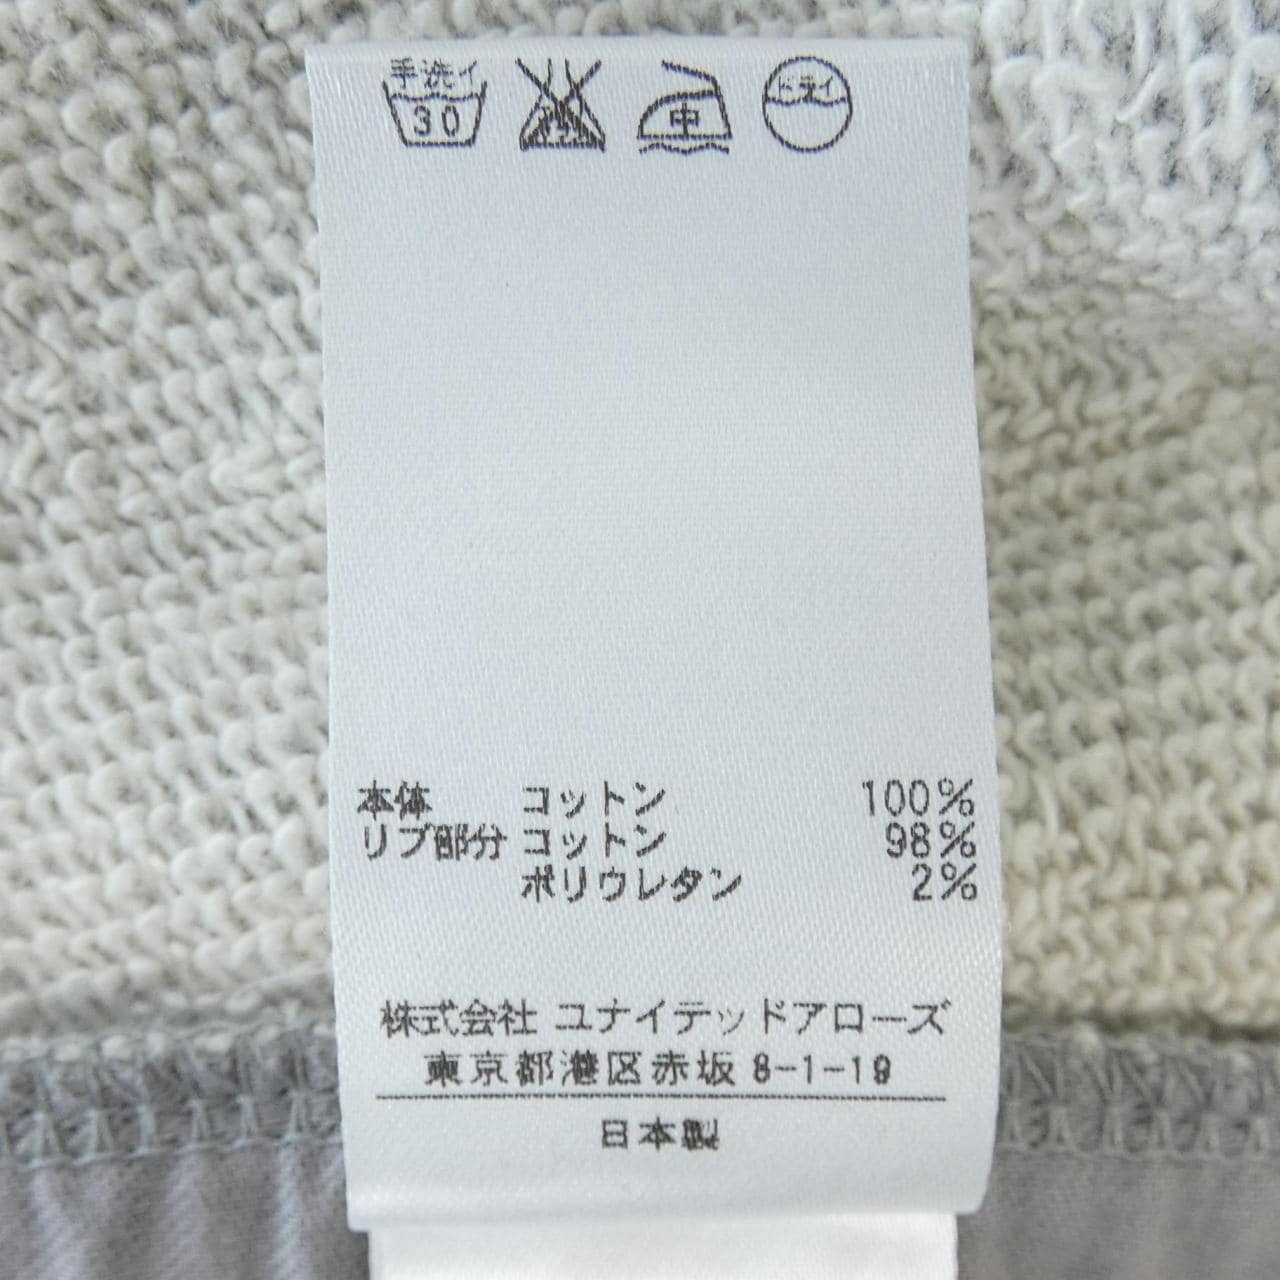 手洗イ 30 中 ドライ
本体 コットン 100%
リブ部分 コットン 98%
ポリウレタン 2%
株式会社 ユナイテッドアローズ
東京都港区赤坂 8-1-19
日本製